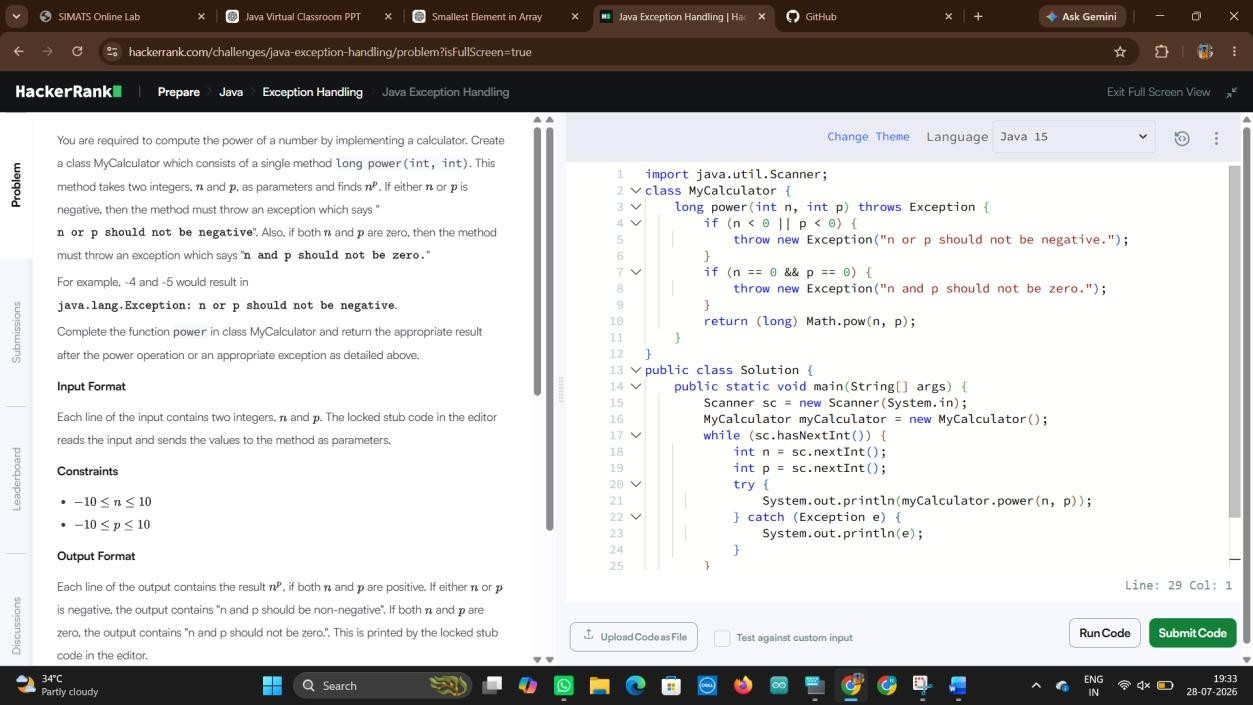 SIMATS Online Lab
Java Virtual Classroom PPT
Smallest Element in Array
Java Exception Handling | Hac
GitHub
Ask Gemini
hackerrank.com/challenges/java-exception-handling/problem?isFullScreen=true
HackerRank
Prepare
Java
Exception Handling
Java Exception Handling
Exit Full Screen View
Problem
Submissions
Leaderboard
Discussions
You are required to compute the power of a number by implementing a calculator. Create
a class MyCalculator which consists of a single method long power(int, int). This
method takes two integers, n and p, as parameters and finds nᵖ. If either n or p is
negative, then the method must throw an exception which says "
n or p should not be negative". Also, if both n and p are zero, then the method
must throw an exception which says "n and p should not be zero."
For example, -4 and -5 would result in
java.lang.Exception: n or p should not be negative.
Complete the function power in class MyCalculator and return the appropriate result
after the power operation or an appropriate exception as detailed above.
Input Format
Each line of the input contains two integers, n and p. The locked stub code in the editor
reads the input and sends the values to the method as parameters.
Constraints
• −10 ≤ n ≤ 10
• −10 ≤ p ≤ 10
Output Format
Each line of the output contains the result nᵖ, if both n and p are positive. If either n or p
is negative, the output contains "n and p should be non-negative". If both n and p are
zero, the output contains "n and p should not be zero.". This is printed by the locked stub
code in the editor.
Change Theme
Language
Java 15
1 import java.util.Scanner;
2 class MyCalculator {
3     long power(int n, int p) throws Exception {
4         if (n < 0 || p < 0) {
5             throw new Exception("n or p should not be negative.");
6         }
7         if (n == 0 && p == 0) {
8             throw new Exception("n and p should not be zero.");
9         }
10         return (long) Math.pow(n, p);
11     }
12 }
13 public class Solution {
14     public static void main(String[] args) {
15         Scanner sc = new Scanner(System.in);
16         MyCalculator myCalculator = new MyCalculator();
17         while (sc.hasNextInt()) {
18             int n = sc.nextInt();
19             int p = sc.nextInt();
20             try {
21                 System.out.println(myCalculator.power(n, p));
22             } catch (Exception e) {
23                 System.out.println(e);
24             }
25         }
Line: 29 Col: 1
Upload Code as File
Test against custom input
Run Code
Submit Code
34°C
Partly cloudy
Search
DELL
ENG
IN
19:33
28-07-2026